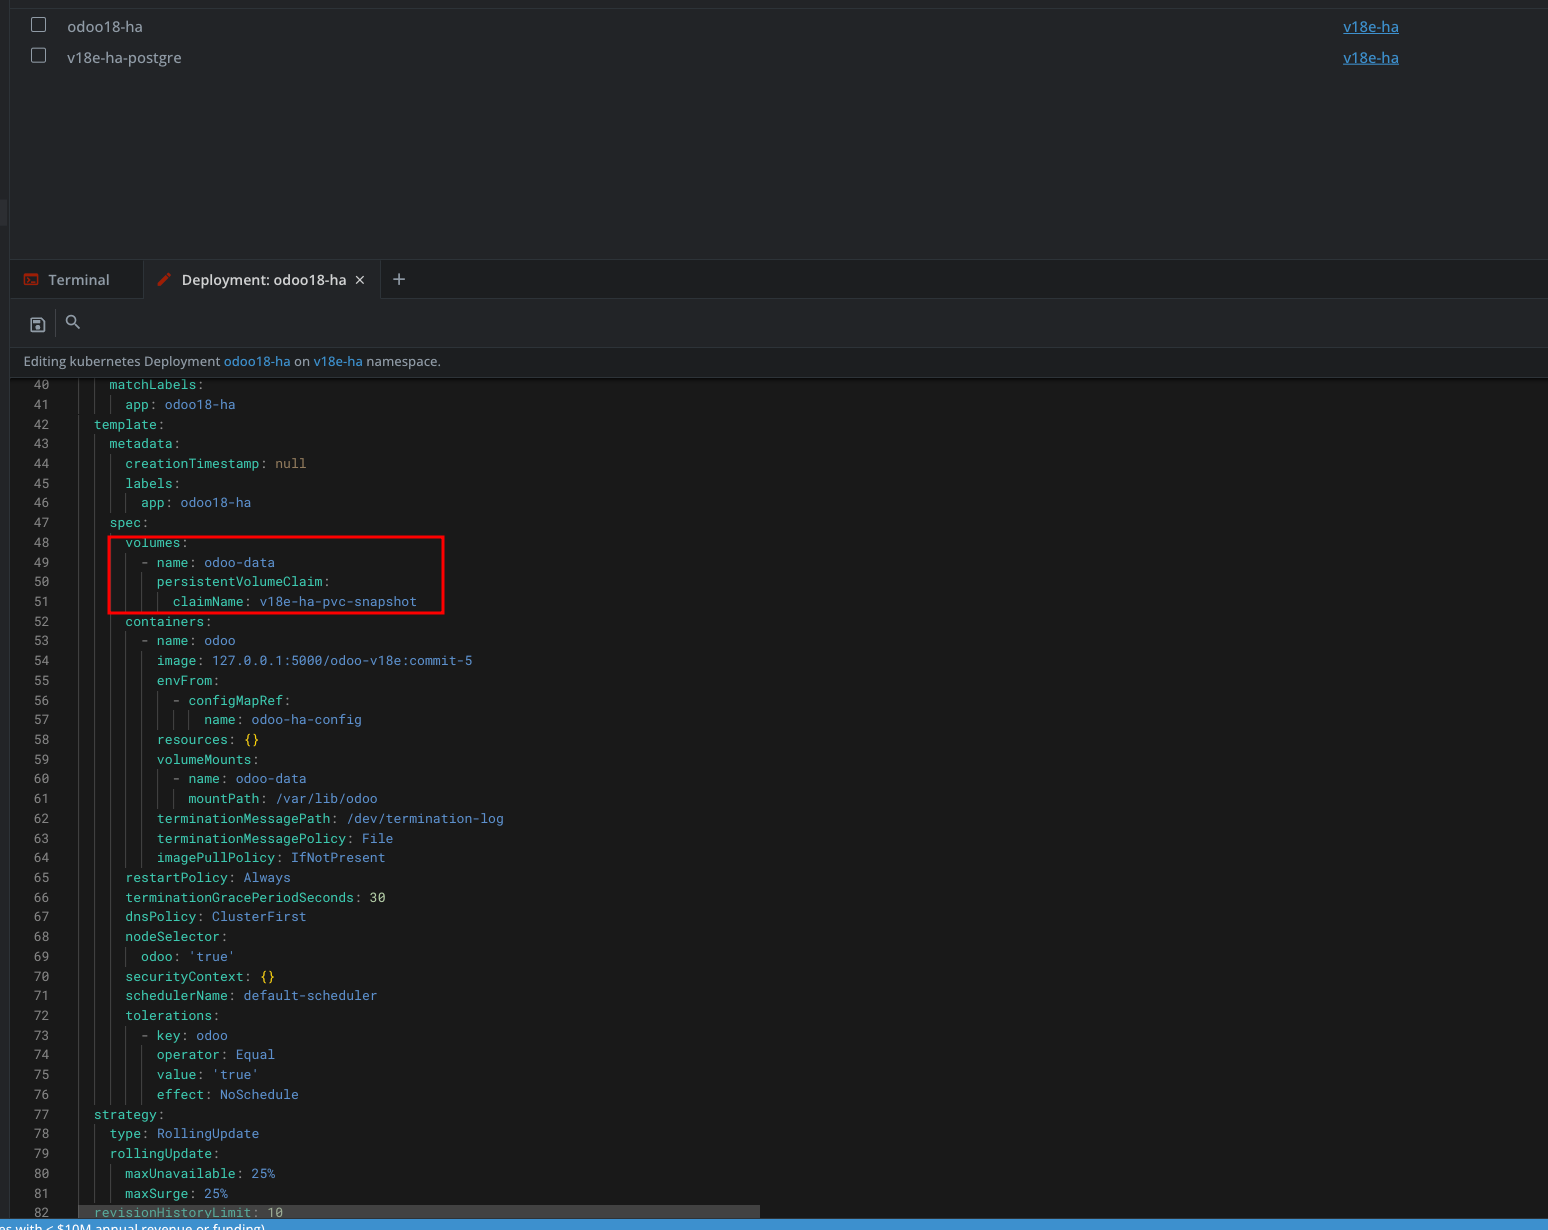 odoo18-ha v18e-ha
v18e-ha-postgre v18e-ha
Terminal Deployment: odoo18-ha × +
Editing kubernetes Deployment odoo18-ha on v18e-ha namespace.
40 matchLabels:
41 app: odoo18-ha
42 template:
43 metadata:
44 creationTimestamp: null
45 labels:
46 app: odoo18-ha
47 spec:
48 volumes:
49 - name: odoo-data
50 persistentVolumeClaim:
51 claimName: v18e-ha-pvc-snapshot
52 containers:
53 - name: odoo
54 image: 127.0.0.1:5000/odoo-v18e:commit-5
55 envFrom:
56 - configMapRef:
57 name: odoo-ha-config
58 resources: {}
59 volumeMounts:
60 - name: odoo-data
61 mountPath: /var/lib/odoo
62 terminationMessagePath: /dev/termination-log
63 terminationMessagePolicy: File
64 imagePullPolicy: IfNotPresent
65 restartPolicy: Always
66 terminationGracePeriodSeconds: 30
67 dnsPolicy: ClusterFirst
68 nodeSelector:
69 odoo: 'true'
70 securityContext: {}
71 schedulerName: default-scheduler
72 tolerations:
73 - key: odoo
74 operator: Equal
75 value: 'true'
76 effect: NoSchedule
77 strategy:
78 type: RollingUpdate
79 rollingUpdate:
80 maxUnavailable: 25%
81 maxSurge: 25%
82 revisionHistoryLimit: 10
with < $10M annual revenue or funding)